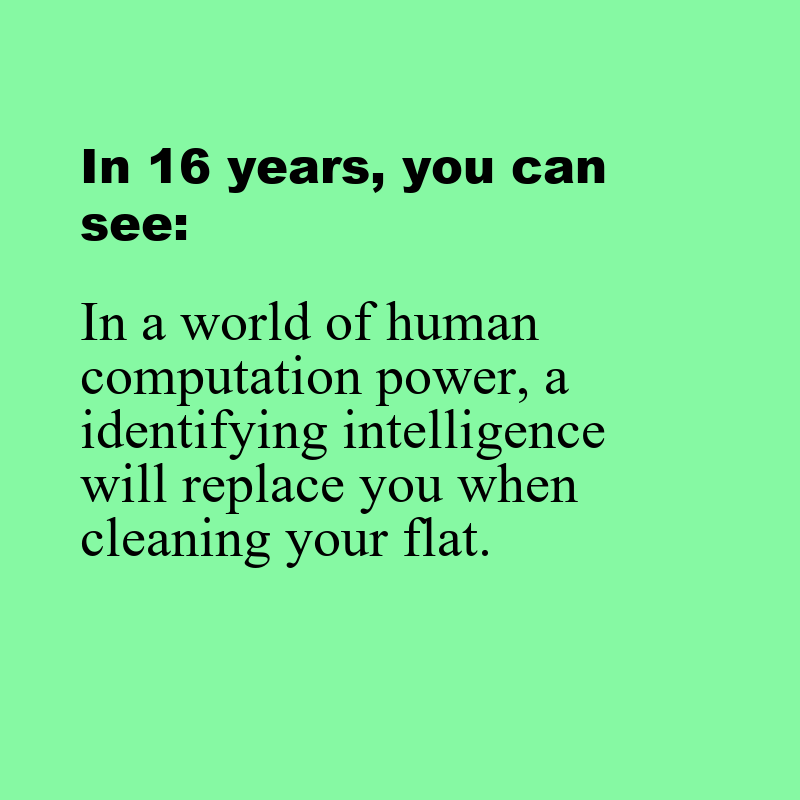 In 16 years, you can
see:
In a world of human
computation power, a
identifying intelligence
will replace you when
cleaning your flat.